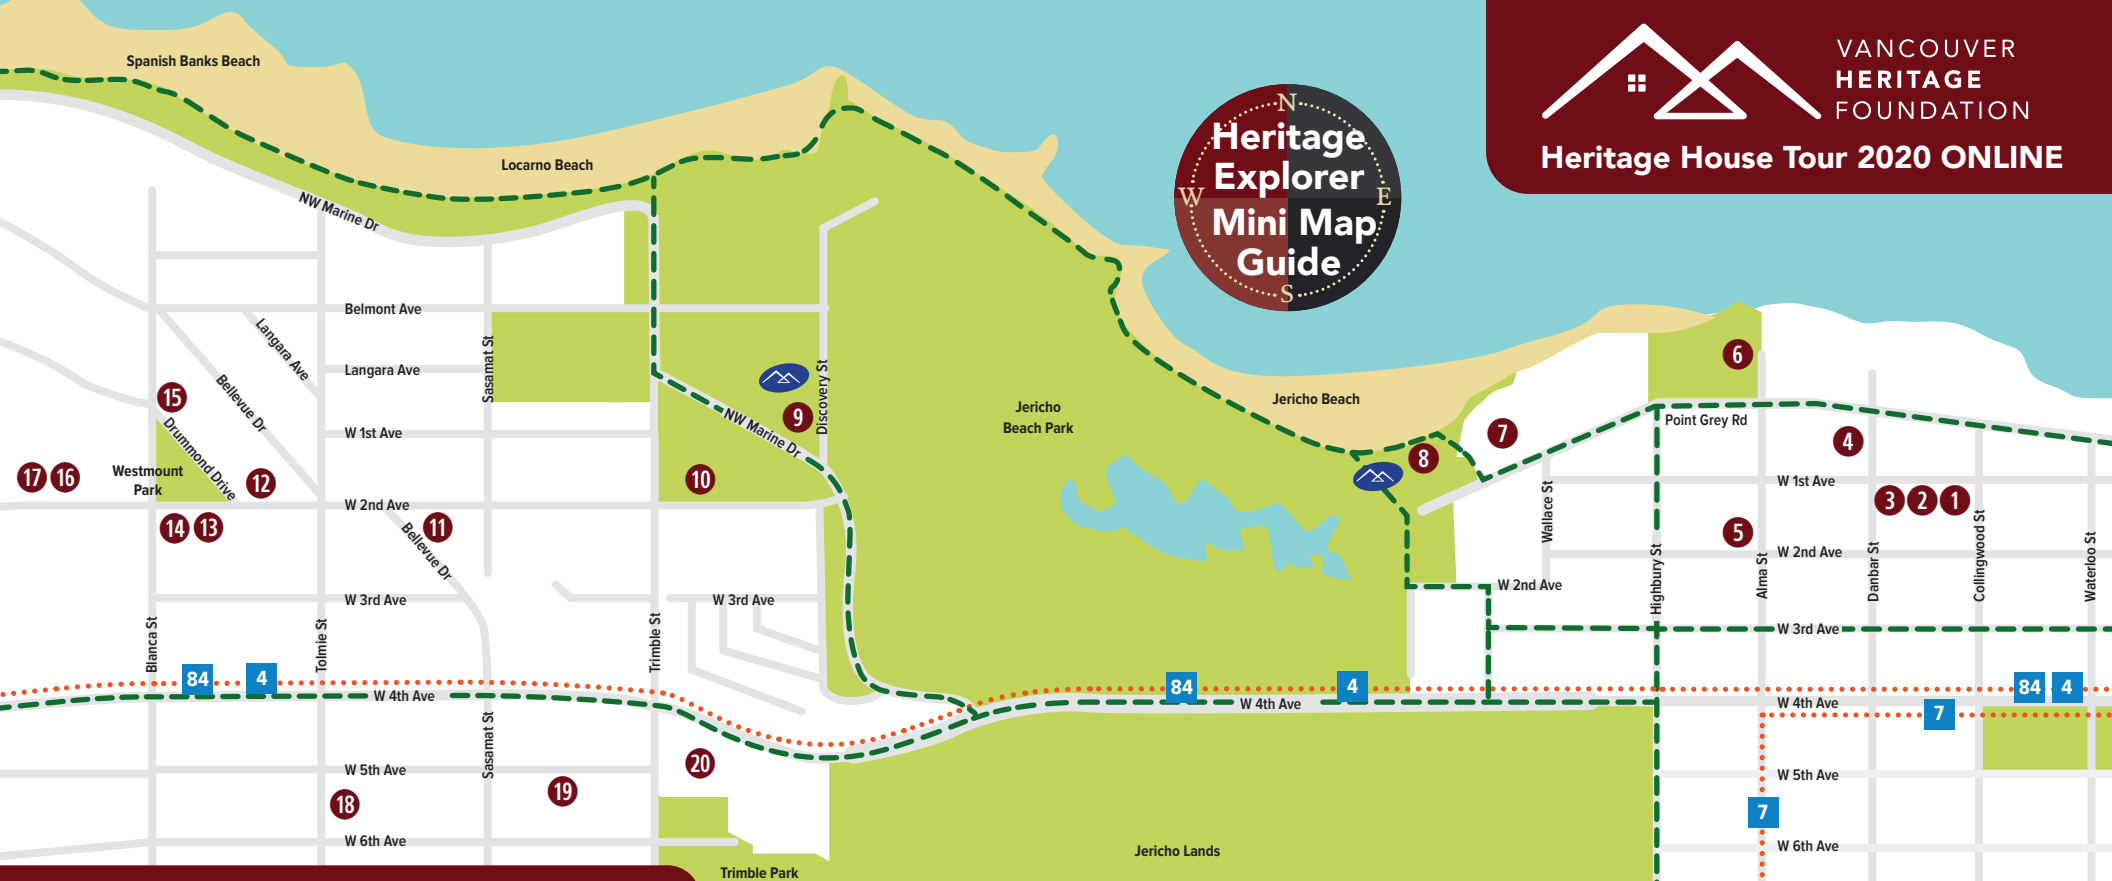 VANCOUVER
HERITAGE
FOUNDATION
Heritage House Tour 2020 ONLINE
N
Heritage
Explorer
W
E
Mini Map
Guide
S
Spanish Banks Beach
Locarno Beach
NW Marine Dr
Belmont Ave
Langara Ave
Sasamat St
Langara Ave
Bellevue Dr
Discovery St
6
15
9
Jericho
Beach Park
Jericho Beach
Point Grey Rd
NW Marine Dr
W 1st Ave
7
4
Drummond Drive
8
17
16
Westmount
Park
12
10
W 1st Ave
W 2nd Ave
3
2
1
Wallace St
14
13
11
5
Bellevue Dr
W 2nd Ave
Highbury St
Alma St
Danbar St
Collingwood St
Waterloo St
W 2nd Ave
W 3rd Ave
W 3rd Ave
W 3rd Ave
Blanca St
Tolmie St
Trimble St
84
4
84
4
84
4
W 4th Ave
W 4th Ave
W 4th Ave
7
Sasamat St
20
W 5th Ave
W 5th Ave
19
18
7
W 6th Ave
W 6th Ave
Jericho Lands
Trimble Park